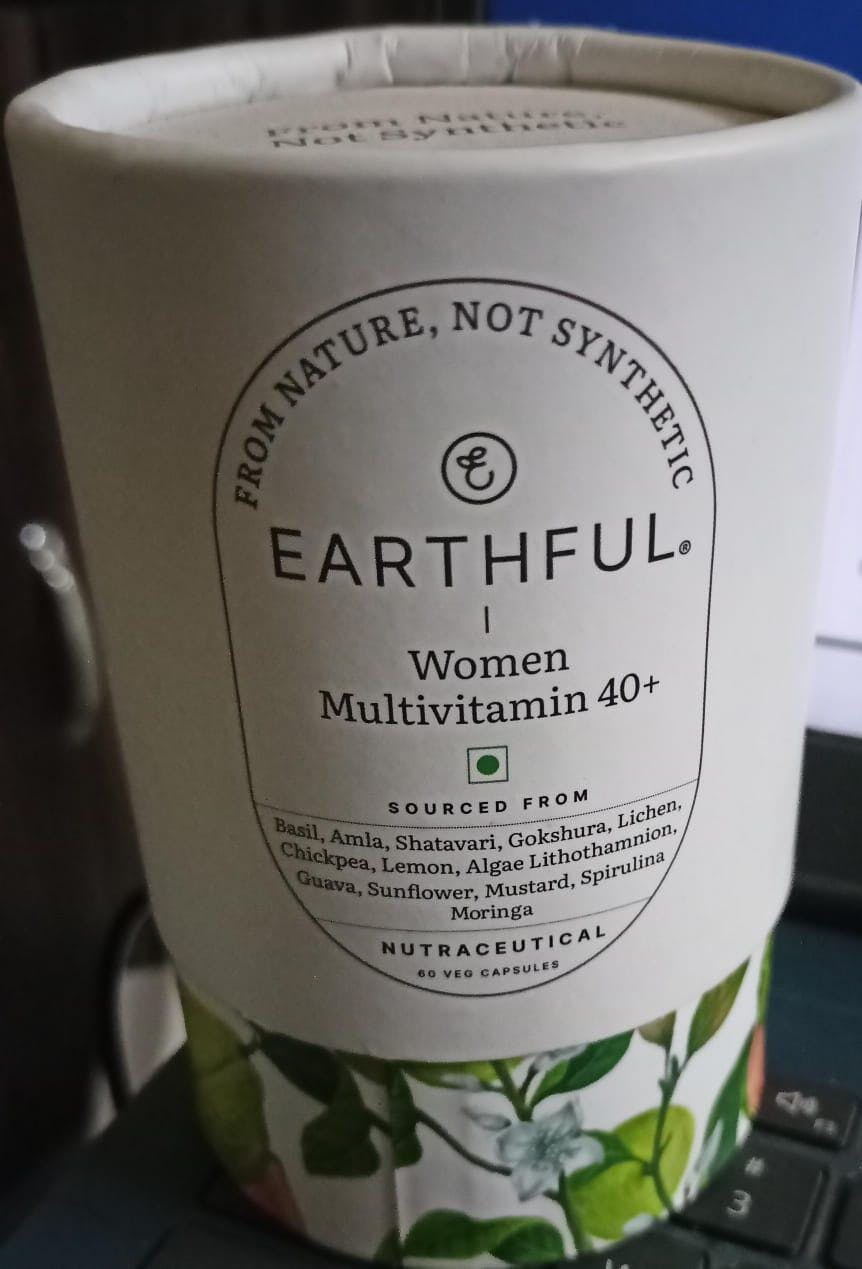 From Nature,
Not Synthetic
FROM NATURE, NOT SYNTHETIC
EARTHFUL®
Women
Multivitamin 40+
SOURCED FROM
Basil, Amla, Shatavari, Gokshura, Lichen,
Chickpea, Lemon, Algae Lithothamnion,
Guava, Sunflower, Mustard, Spirulina
Moringa
NUTRACEUTICAL
60 VEG CAPSULES
#
3